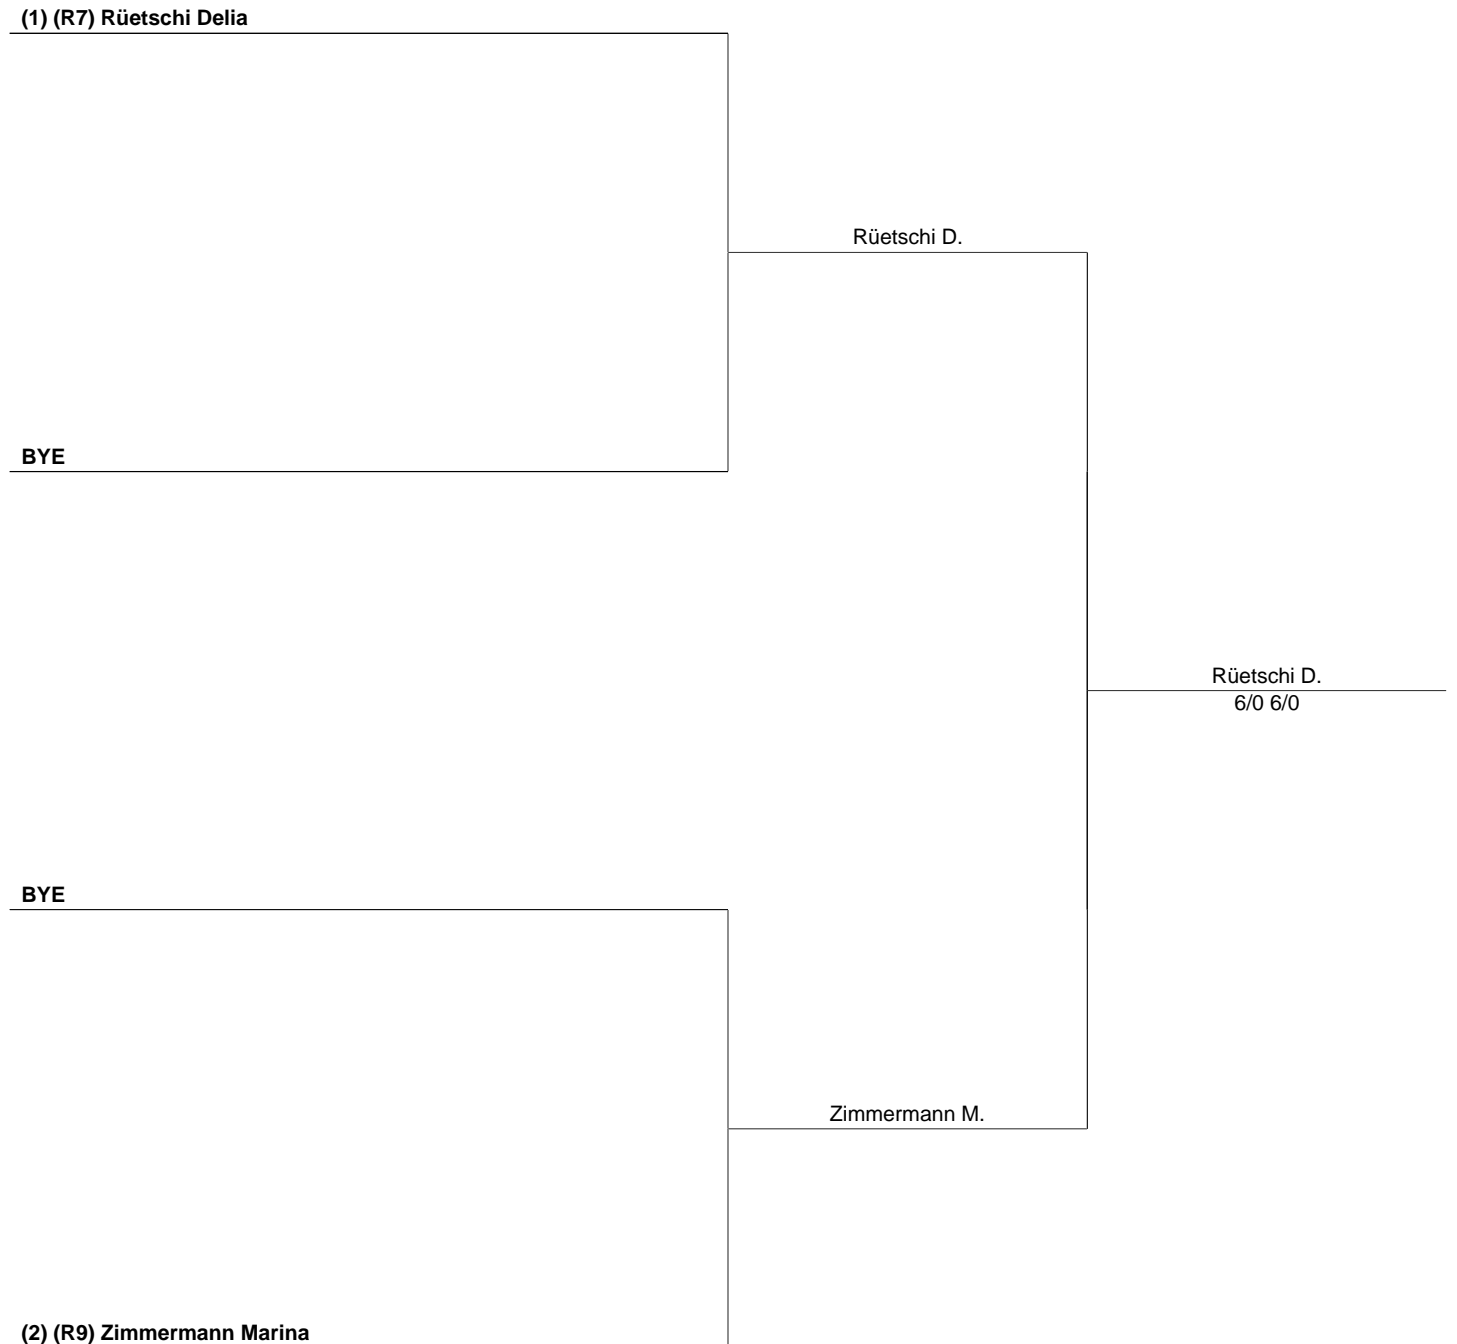 (1) (R7) Rüetschi Delia
Rüetschi D.
BYE
Rüetschi D.
6/0 6/0
BYE
Zimmermann M.
(2) (R9) Zimmermann Marina